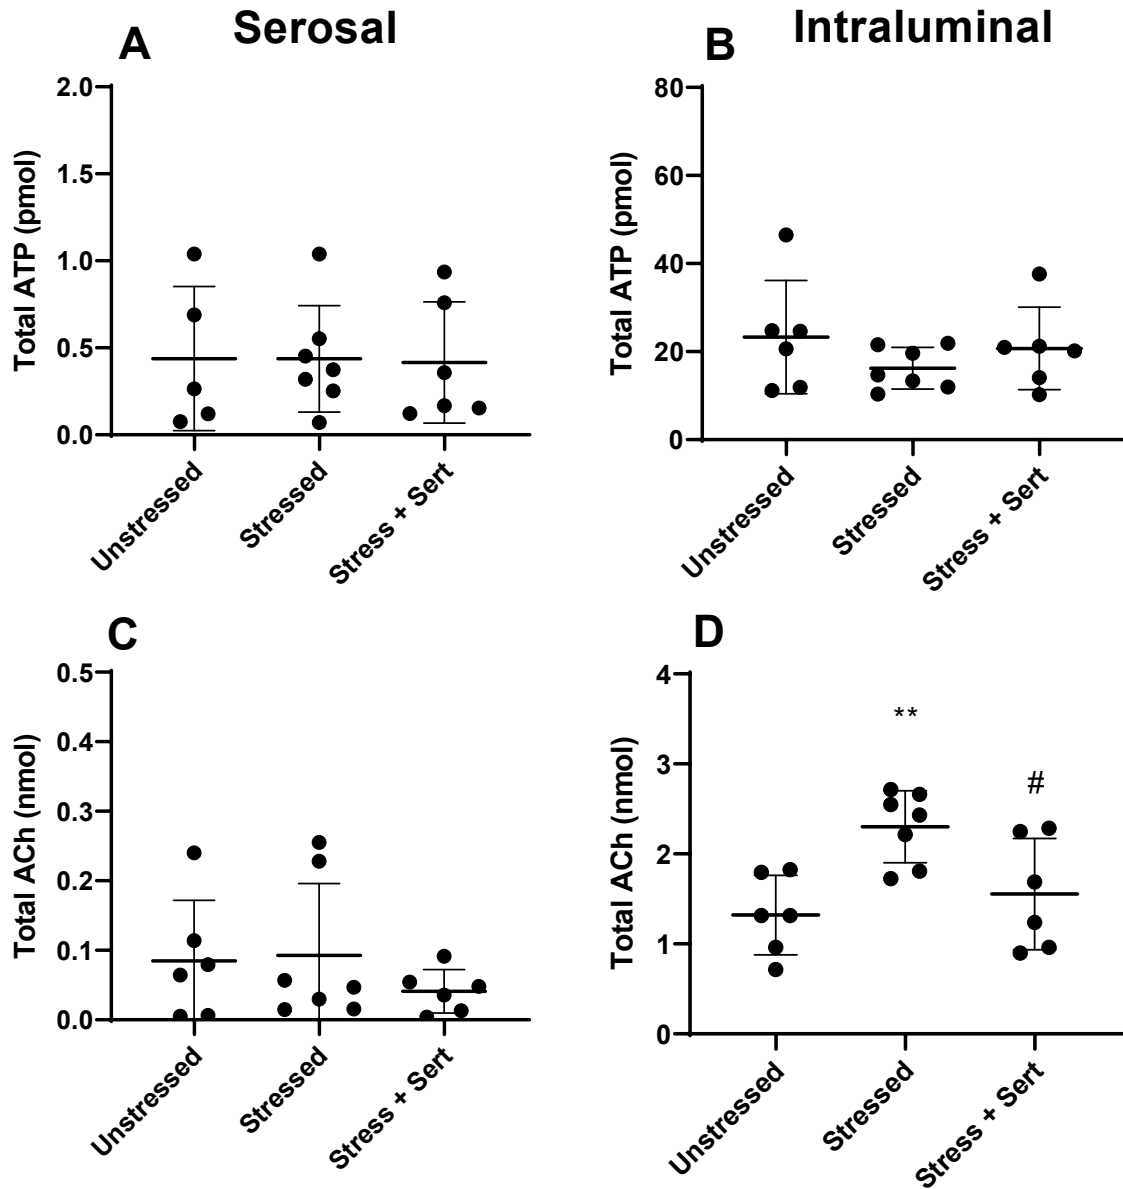 A Serosal
B Intraluminal
Total ATP (pmol)
2.0
1.5
1.0
0.5
0.0
Unstressed
Stressed
Stress + Sert
Total ATP (pmol)
80
60
40
20
0
Unstressed
Stressed
Stress + Sert
C
Total ACh (nmol)
0.5
0.4
0.3
0.2
0.1
0.0
Unstressed
Stressed
Stress + Sert
D
Total ACh (nmol)
4
3
2
1
0
**
#
Unstressed
Stressed
Stress + Sert